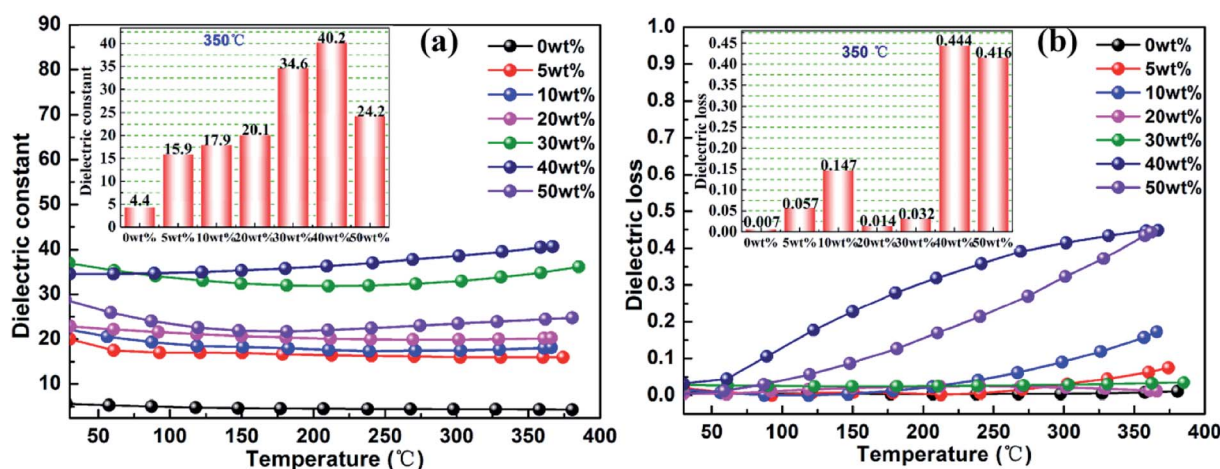 (a)
350℃
Dielectric constant
40
35
30
25
20
15
10
5
0
4.4
15.9
17.9
20.1
34.6
40.2
24.2
0wt% 5wt% 10wt% 20wt% 30wt% 40wt% 50wt%
0wt%
5wt%
10wt%
20wt%
30wt%
40wt%
50wt%
Dielectric constant
90
80
70
60
50
40
30
20
10
50 100 150 200 250 300 350 400
Temperature (℃)
(b)
350 ℃
Dielectric loss
0.45
0.40
0.35
0.30
0.25
0.20
0.15
0.10
0.05
0.00
0.007
0.057
0.147
0.014
0.032
0.444
0.416
0wt% 5wt% 10wt% 20wt% 30wt% 40wt% 50wt%
0wt%
5wt%
10wt%
20wt%
30wt%
40wt%
50wt%
Dielectric loss
1.0
0.9
0.8
0.7
0.6
0.5
0.4
0.3
0.2
0.1
0.0
50 100 150 200 250 300 350 400
Temperature (℃)